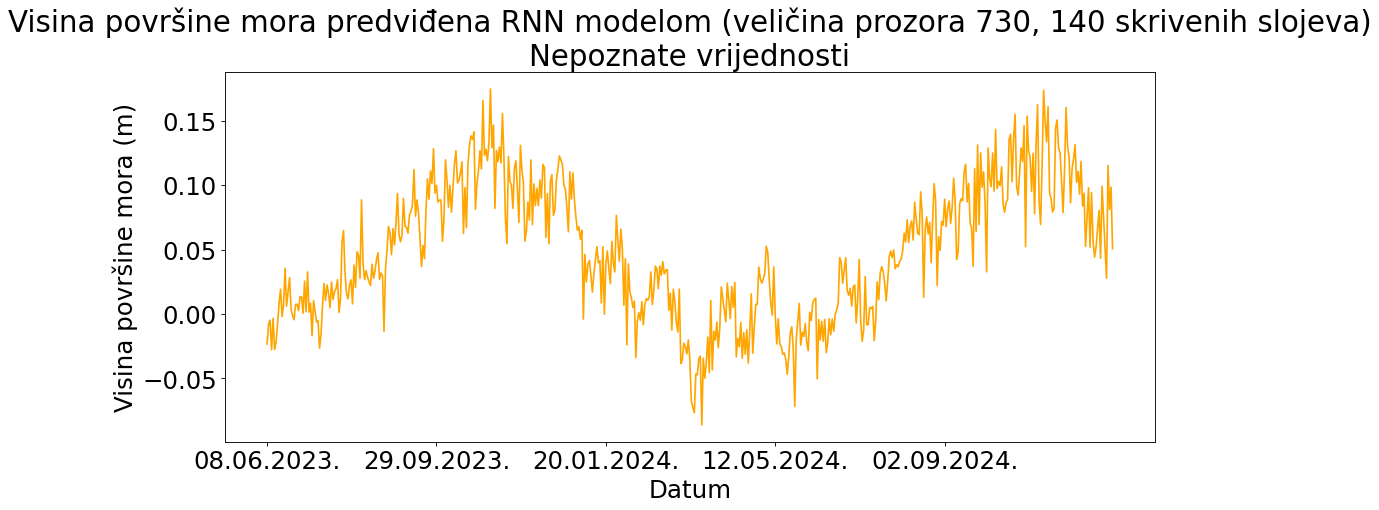 Visina površine mora predviđena RNN modelom (veličina prozora 730, 140 skrivenih slojeva)
Nepoznate vrijednosti
Visina površine mora (m)
0.15
0.10
0.05
0.00
−0.05
08.06.2023. 29.09.2023. 20.01.2024. 12.05.2024. 02.09.2024.
Datum